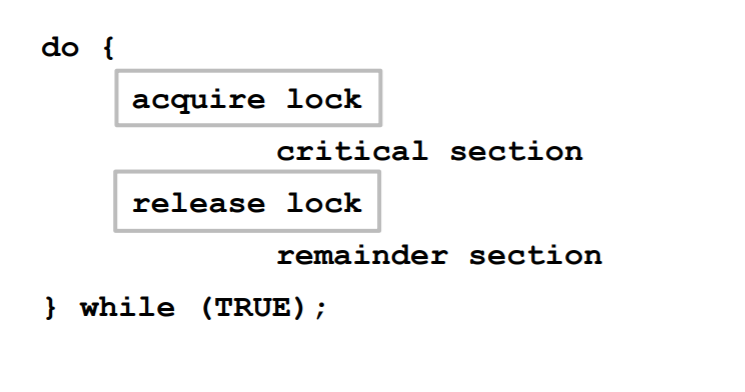 do {
acquire lock
critical section
release lock
remainder section
} while (TRUE);